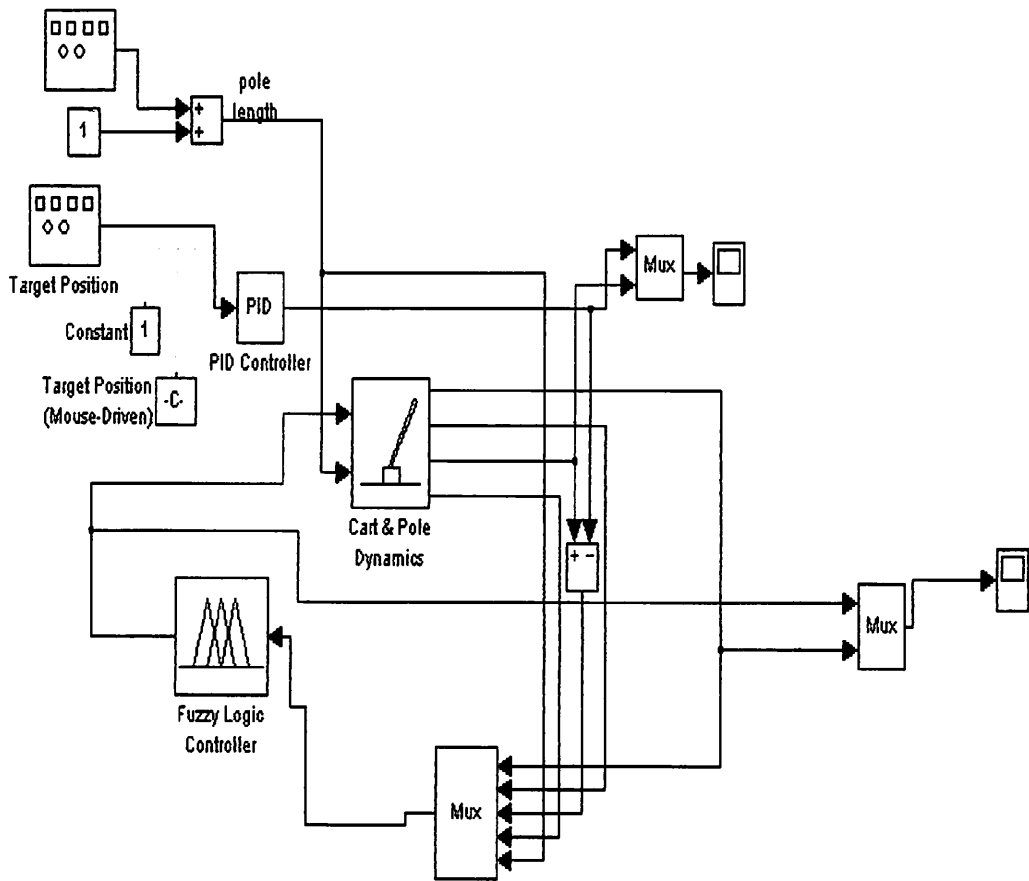 pole
length
+
+
1
Target Position
Constant
1
PID
PID Controller
Mux
Target Position
(Mouse-Driven)
-C-
Cart & Pole
Dynamics
+ -
Mux
Fuzzy Logic
Controller
Mux